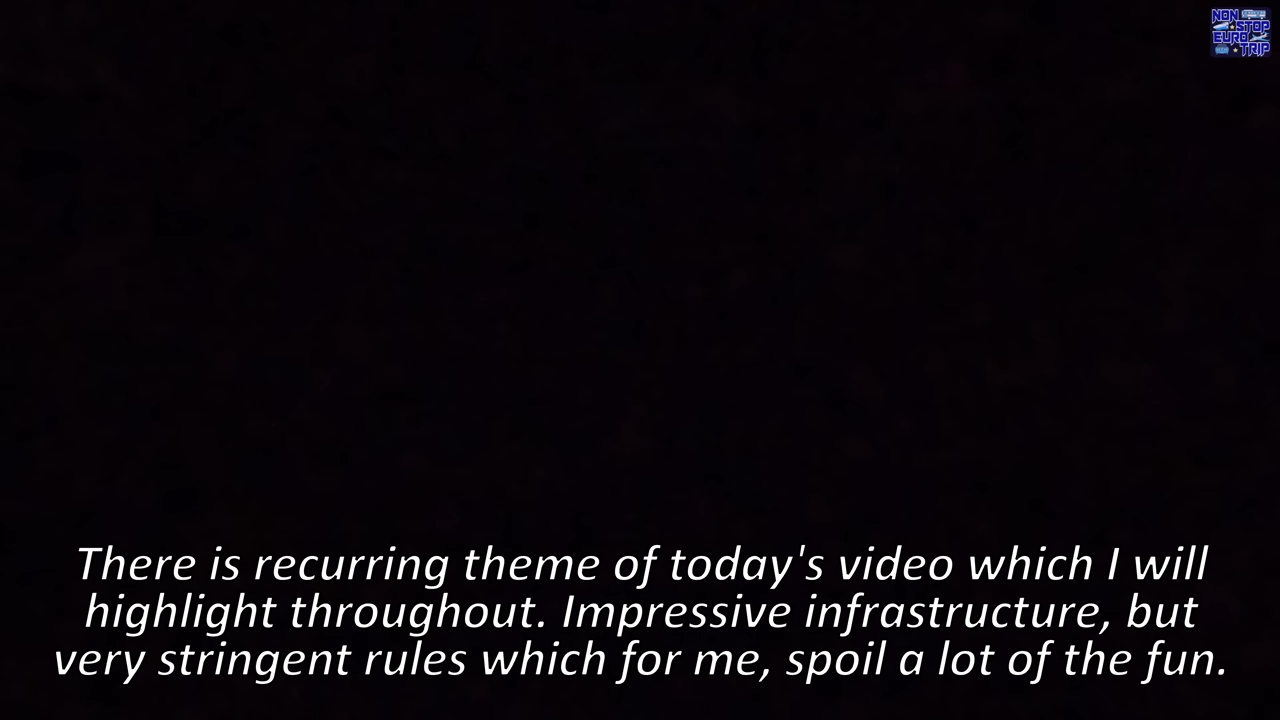 NON
STOP
EURO
TRIP
There is recurring theme of today's video which I will
highlight throughout. Impressive infrastructure, but
very stringent rules which for me, spoil a lot of the fun.